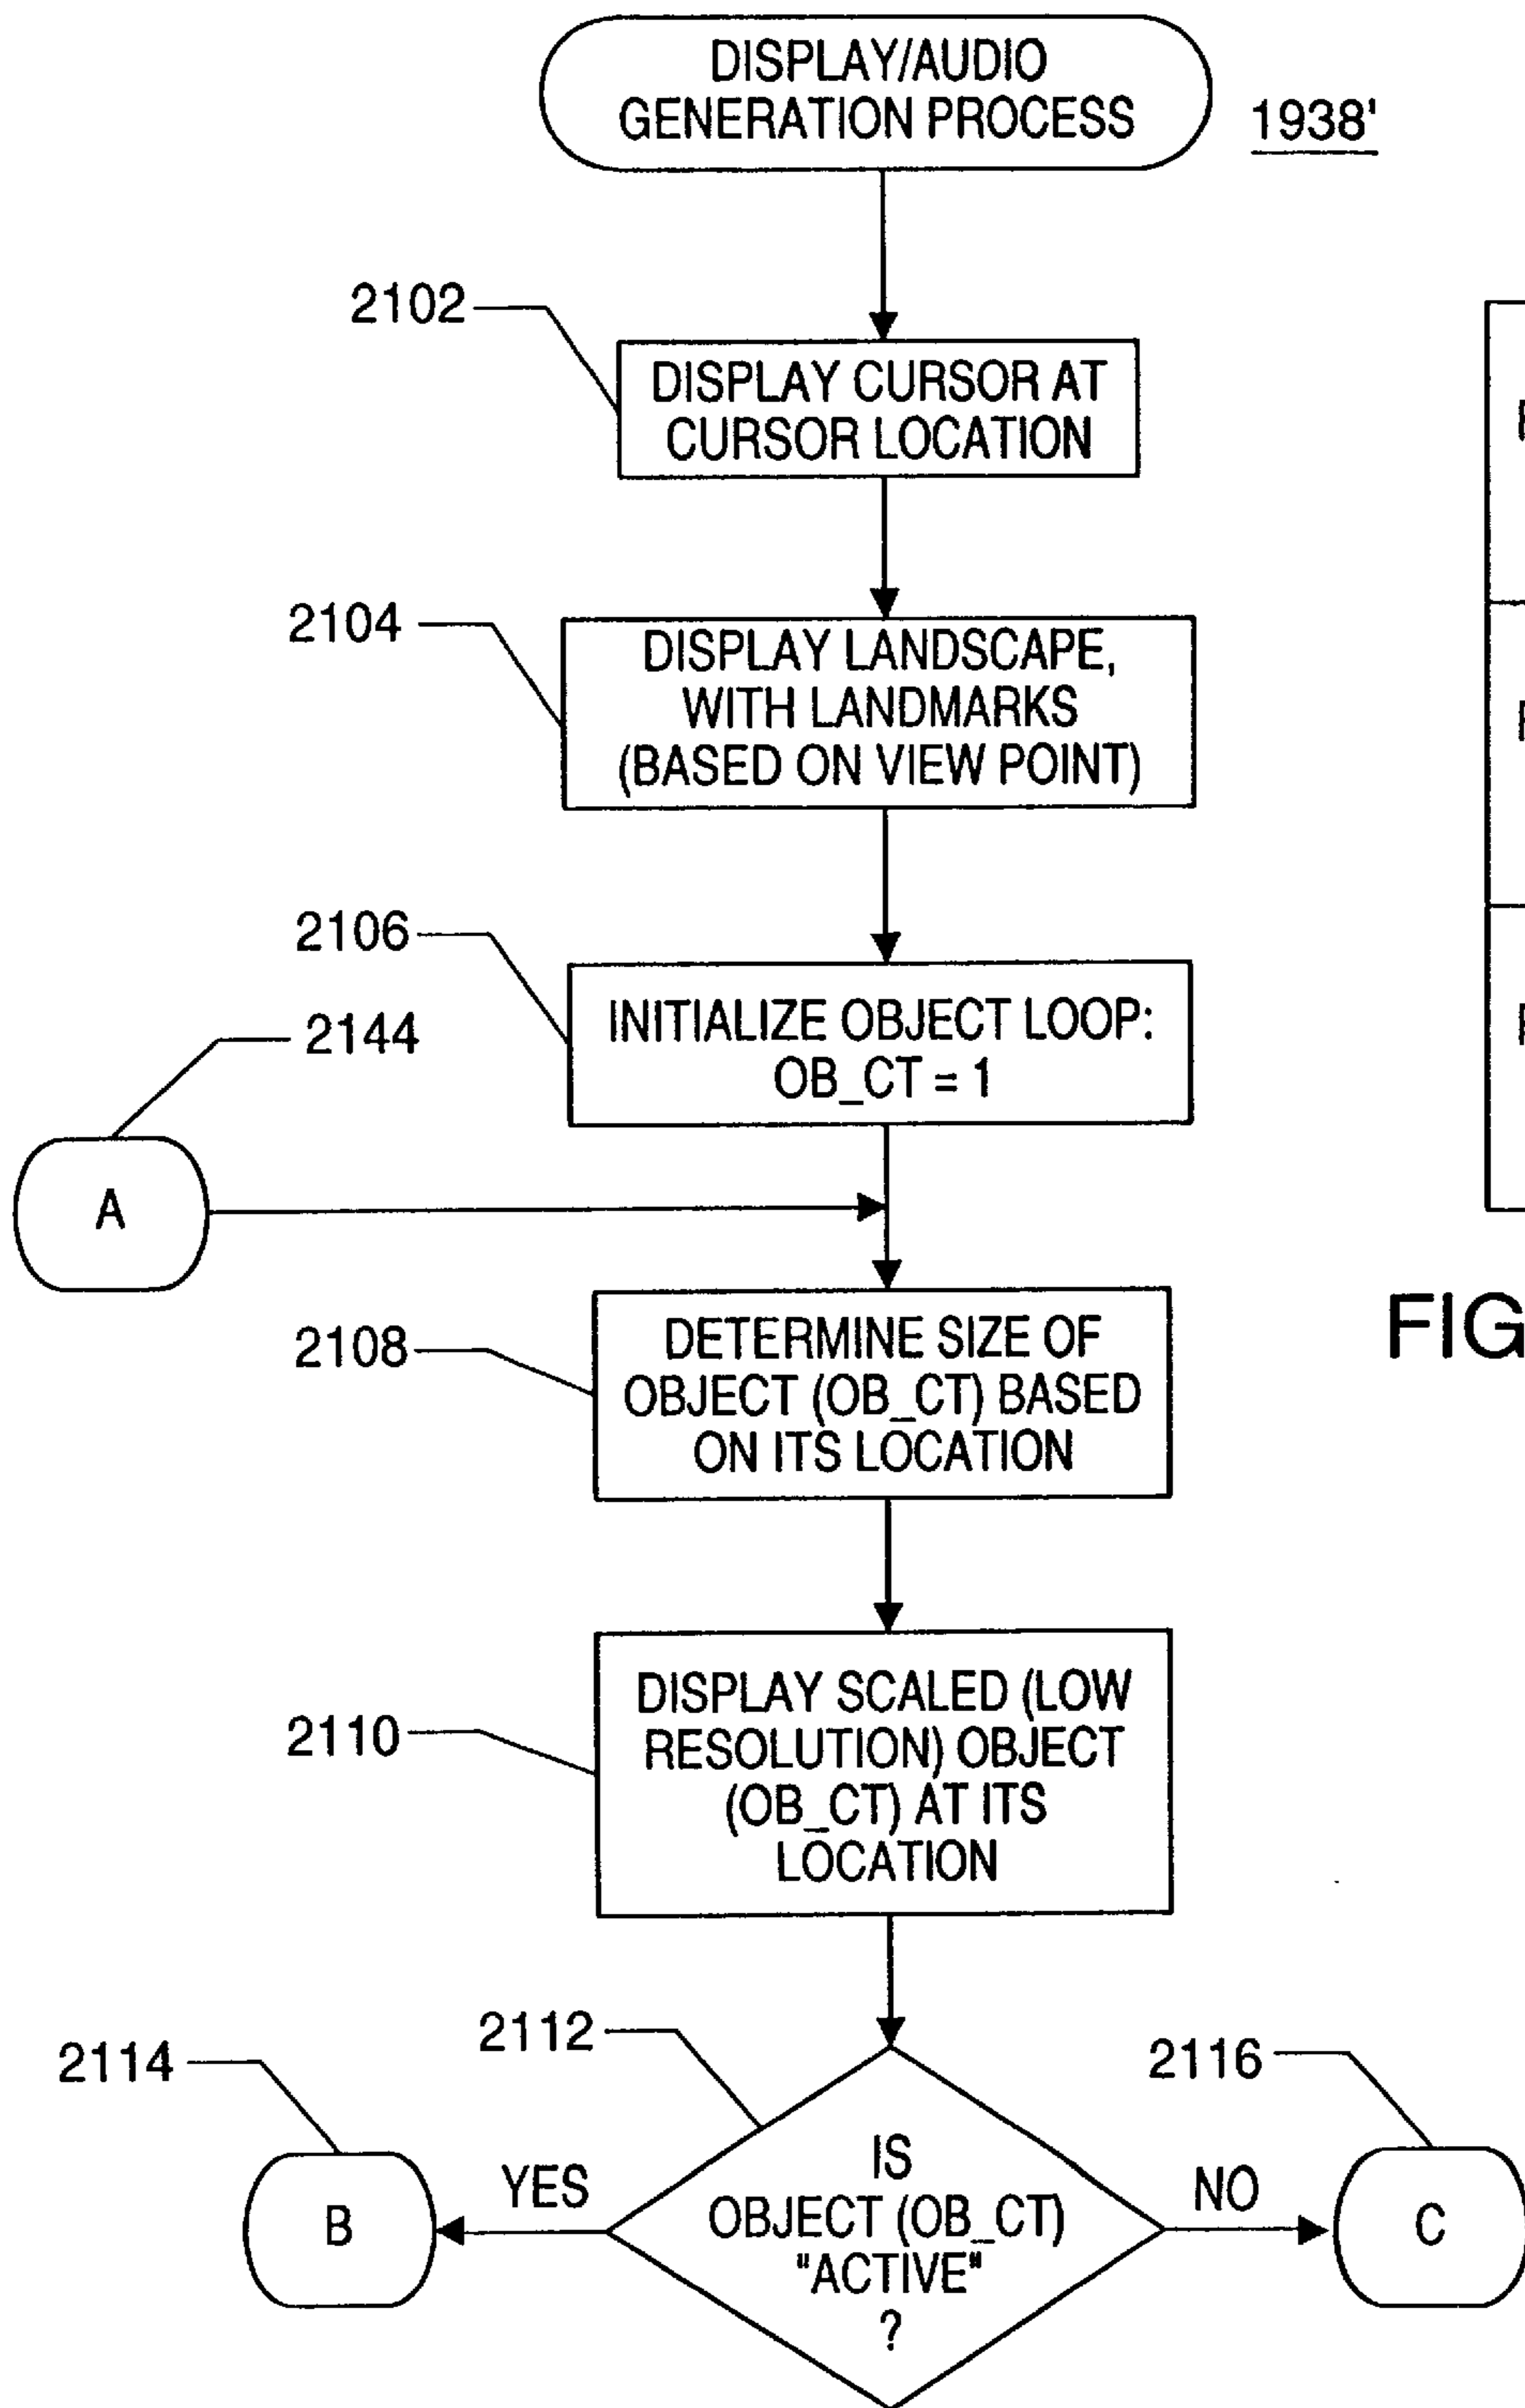 DISPLAY/AUDIO
GENERATION PROCESS
1938'
2102
DISPLAY CURSOR AT
CURSOR LOCATION
2104
DISPLAY LANDSCAPE,
WITH LANDMARKS
(BASED ON VIEW POINT)
2106
INITIALIZE OBJECT LOOP:
OB_CT = 1
2144
A
2108
DETERMINE SIZE OF
OBJECT (OB_CT) BASED
ON ITS LOCATION
FIG
2110
DISPLAY SCALED (LOW
RESOLUTION) OBJECT
(OB_CT) AT ITS
LOCATION
2112
2114
2116
B
YES
IS
OBJECT (OB_CT)
"ACTIVE"
?
NO
C